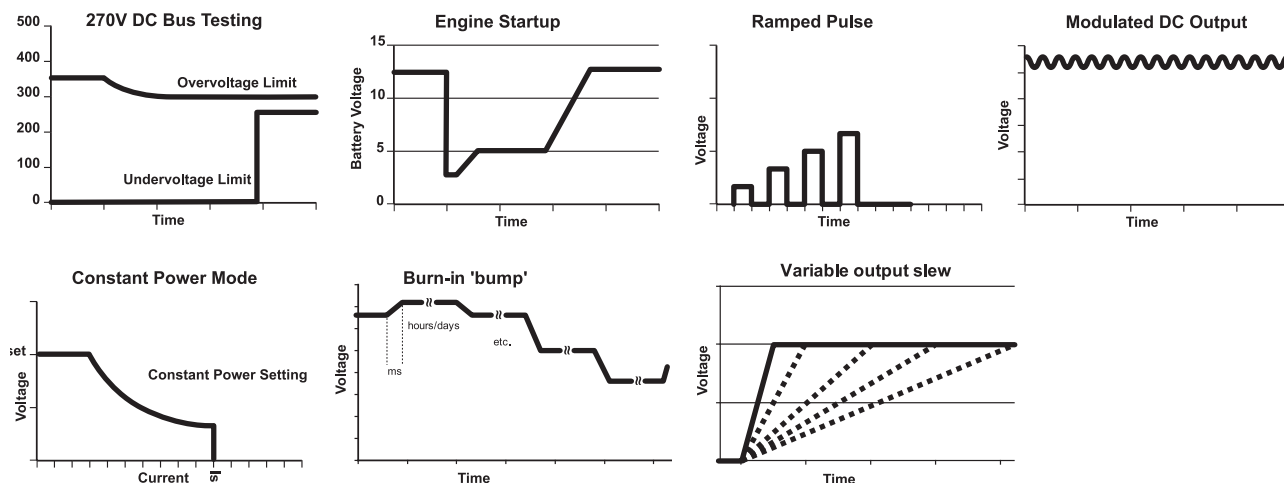 270V DC Bus Testing
500
400
300
200
100
0
Overvoltage Limit
Undervoltage Limit
Time
Engine Startup
15
10
5
0
Battery Voltage
Time
Ramped Pulse
Voltage
Time
Modulated DC Output
Voltage
Time
Constant Power Mode
set
Voltage
Constant Power Setting
Current
Is
Burn-in 'bump'
Voltage
hours/days
ms
etc.
Time
Variable output slew
Voltage
Time